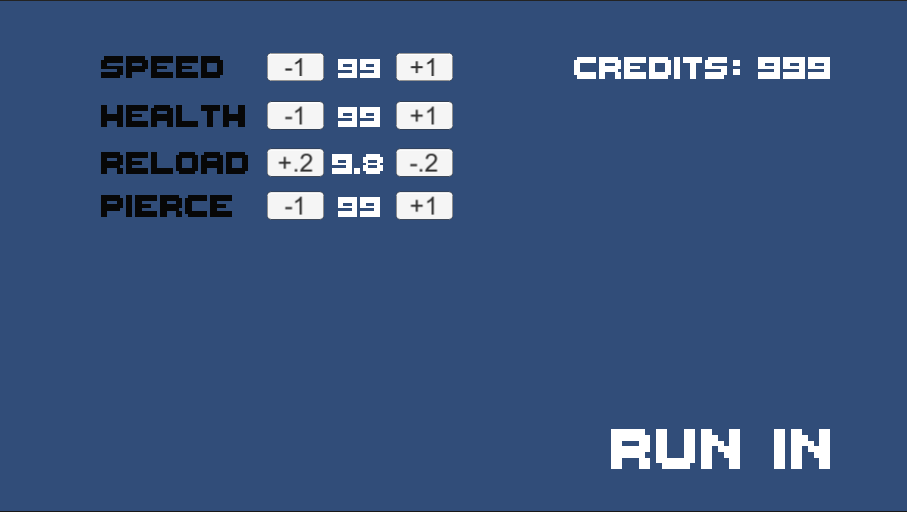 SPEED -1 99 +1 CREDITS: 999
HEALTH -1 99 +1
RELOAD +.2 9.8 -.2
PIERCE -1 99 +1
RUN IN